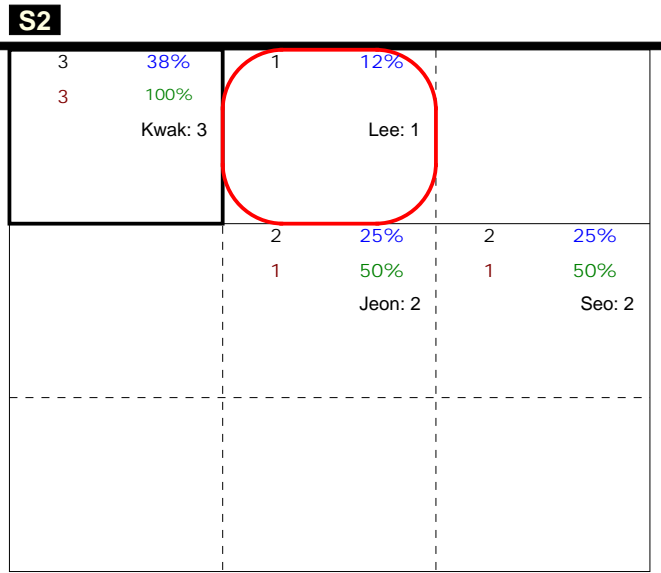 S2
3 38% 1 12%
3 100%
Kwak: 3 Lee: 1
2 25% 2 25%
1 50% 1 50%
Jeon: 2 Seo: 2